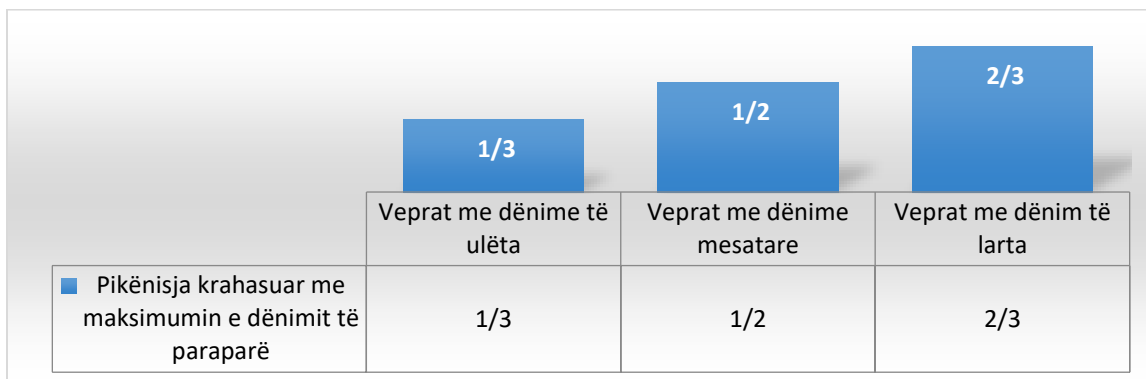 1/3
1/2
2/3
Veprat me dënime të
ulëta
Veprat me dënime
mesatare
Veprat me dënim të
larta
Pikënisja krahasuar me
maksimumin e dënimit të
paraparë
1/3
1/2
2/3